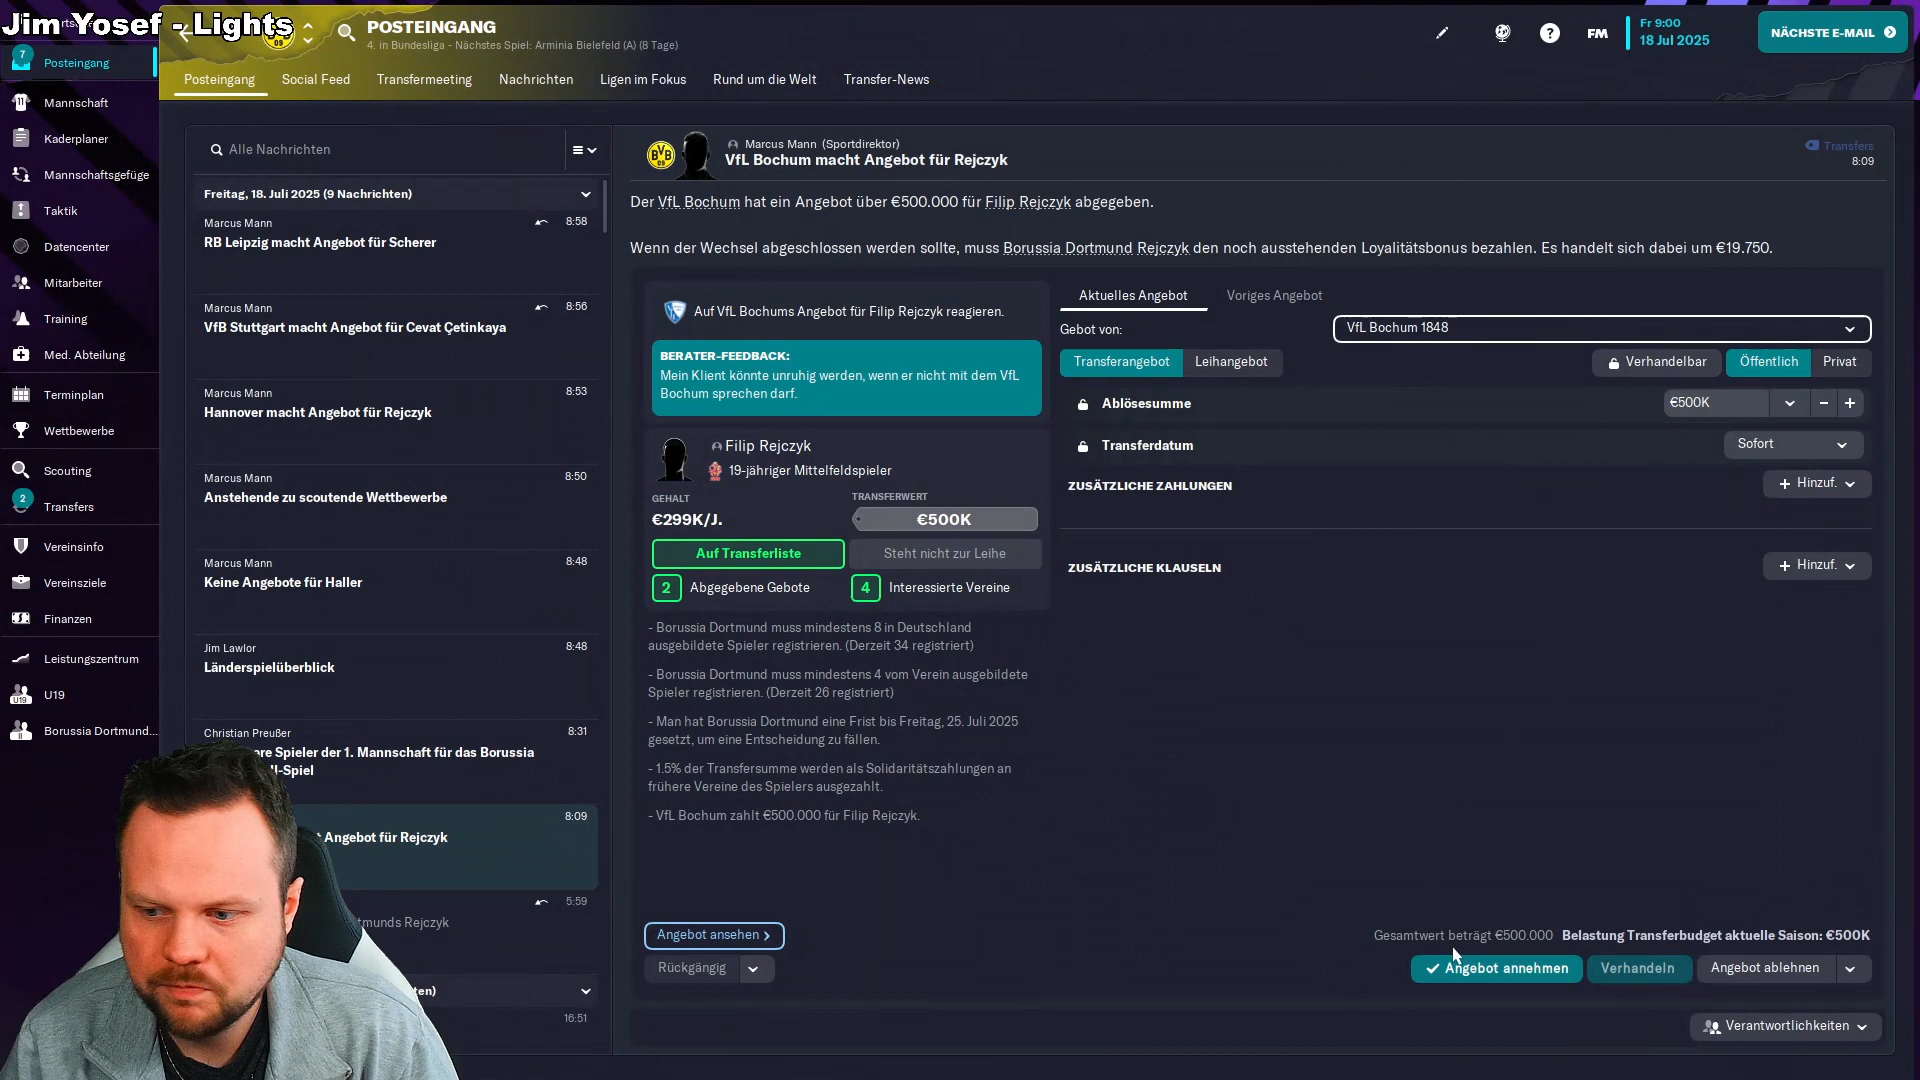 Jim Yosef - Lights
7
Posteingang
Mannschaft
Kaderplaner
Mannschaftsgefüge
Taktik
Datencenter
Mitarbeiter
Training
Med. Abteilung
Terminplan
Wettbewerbe
Scouting
2
Transfers
Vereinsinfo
Vereinsziele
Finanzen
Leistungszentrum
U19
U19
Borussia Dortmund...
POSTEINGANG
4. in Bundesliga - Nächstes Spiel: Arminia Bielefeld (A) (8 Tage)
FM
Fr 9:00
18 Jul 2025
NÄCHSTE E-MAIL
Posteingang
Social Feed
Transfermeeting
Nachrichten
Ligen im Fokus
Rund um die Welt
Transfer-News
Alle Nachrichten
Freitag, 18. Juli 2025 (9 Nachrichten)
Marcus Mann
8:58
RB Leipzig macht Angebot für Scherer
Marcus Mann
8:56
VfB Stuttgart macht Angebot für Cevat Çetinkaya
Marcus Mann
8:53
Hannover macht Angebot für Rejczyk
Marcus Mann
8:50
Anstehende zu scoutende Wettbewerbe
Marcus Mann
8:48
Keine Angebote für Haller
Jim Lawlor
8:48
Länderspielüberblick
Christian Preußer
8:31
Spieler der 1. Mannschaft für das Borussia
8:09
Angebot für Rejczyk
5:59
Rejczyk
16:51
BVB
09
Marcus Mann (Sportdirektor)
VfL Bochum macht Angebot für Rejczyk
Transfers
8:09
Der VfL Bochum hat ein Angebot über €500.000 für Filip Rejczyk abgegeben.
Wenn der Wechsel abgeschlossen werden sollte, muss Borussia Dortmund Rejczyk den noch ausstehenden Loyalitätsbonus bezahlen. Es handelt sich dabei um €19.750.
Auf VfL Bochums Angebot für Filip Rejczyk reagieren.
BERATER-FEEDBACK:
Mein Klient könnte unruhig werden, wenn er nicht mit dem VfL
Bochum sprechen darf.
Filip Rejczyk
19-jähriger Mittelfeldspieler
GEHALT
TRANSFERWERT
€299K/J.
€500K
Auf Transferliste
Steht nicht zur Leihe
2 Abgegebene Gebote
4 Interessierte Vereine
- Borussia Dortmund muss mindestens 8 in Deutschland
ausgebildete Spieler registrieren. (Derzeit 34 registriert)
- Borussia Dortmund muss mindestens 4 vom Verein ausgebildete
Spieler registrieren. (Derzeit 26 registriert)
- Man hat Borussia Dortmund eine Frist bis Freitag, 25. Juli 2025
gesetzt, um eine Entscheidung zu fällen.
- 1.5% der Transfersumme werden als Solidaritätszahlungen an
frühere Vereine des Spielers ausgezahlt.
- VfL Bochum zahlt €500.000 für Filip Rejczyk.
Angebot ansehen
Rückgängig
Aktuelles Angebot
Voriges Angebot
Gebot von:
VfL Bochum 1848
Transferangebot
Leihangebot
Verhandelbar
Öffentlich
Privat
Ablösesumme
€500K
Transferdatum
Sofort
ZUSÄTZLICHE ZAHLUNGEN
+ Hinzuf.
ZUSÄTZLICHE KLAUSELN
+ Hinzuf.
Gesamtwert beträgt €500.000 Belastung Transferbudget aktuelle Saison: €500K
Angebot annehmen
Verhandeln
Angebot ablehnen
Verantwortlichkeiten